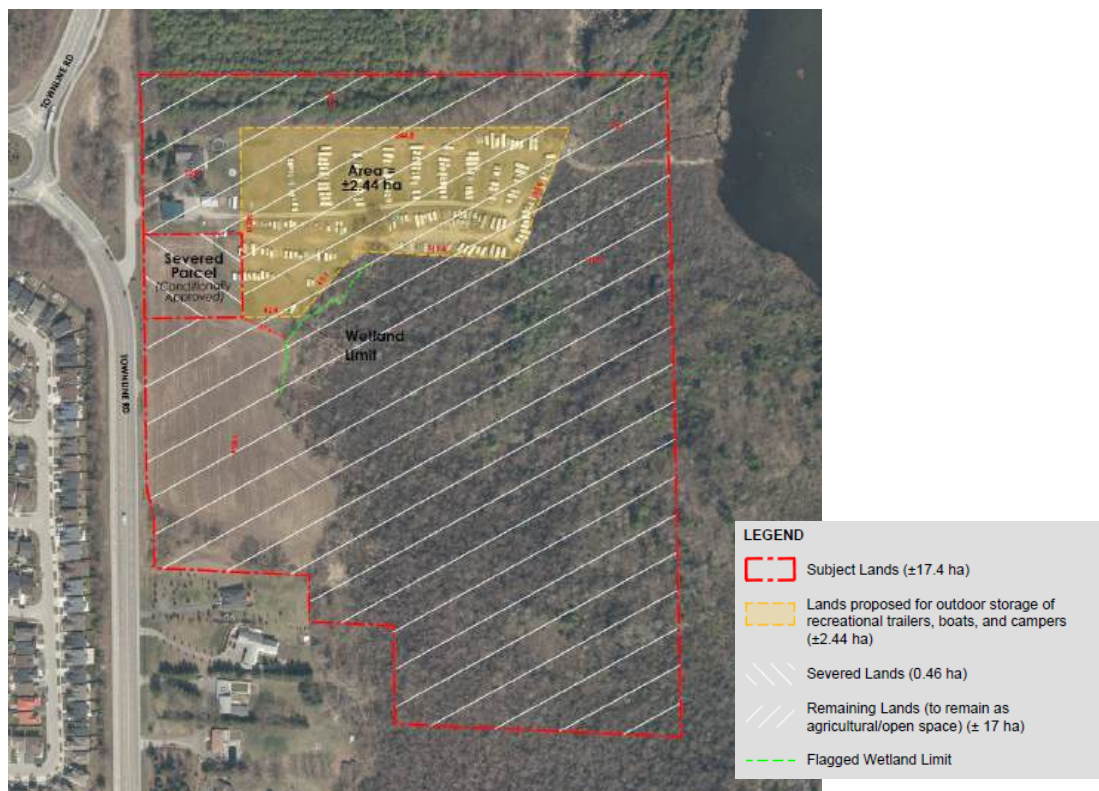 TOWNLINE RD
Area =
±2.44 ha
Severed
Parcel
(Conditionally
Approved)
Wetland
Limit
TOWNLINE RD
LEGEND
Subject Lands (±17.4 ha)
Lands proposed for outdoor storage of
recreational trailers, boats, and campers
(±2.44 ha)
Severed Lands (0.46 ha)
Remaining Lands (to remain as
agricultural/open space) (± 17 ha)
Flagged Wetland Limit